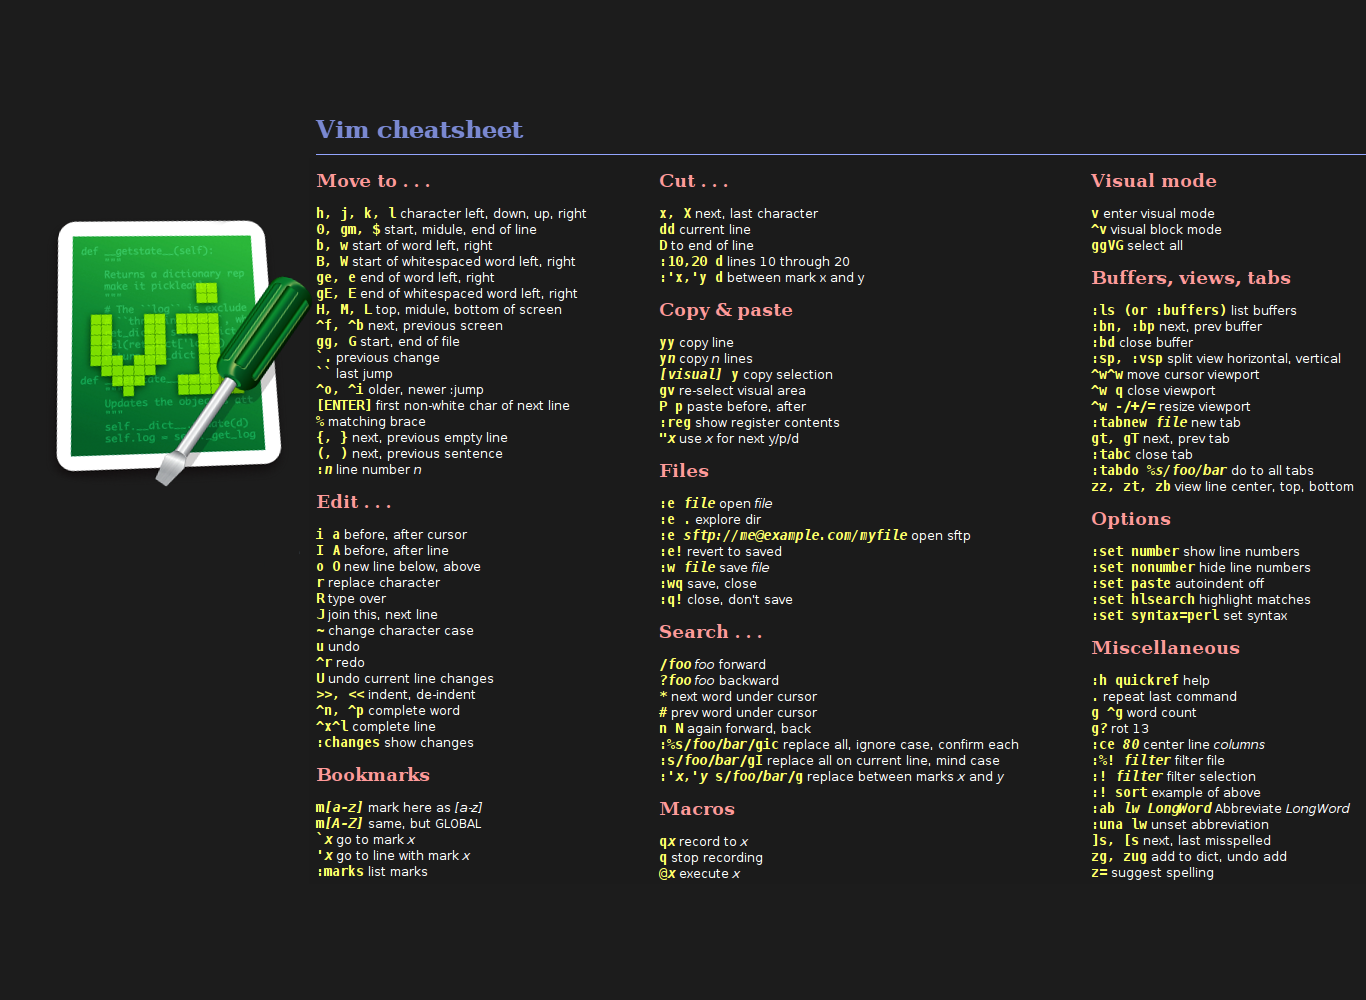 Vim cheatsheet
Move to . . .
h, j, k, l character left, down, up, right
0, gm, $ start, midule, end of line
b, w start of word left, right
B, W start of whitespaced word left, right
ge, e end of word left, right
gE, E end of whitespaced word left, right
H, M, L top, middle, bottom of screen
^f, ^b next, previous screen
gg, G start, end of file
`. previous change
`` last jump
^o, ^i older, newer :jump
[ENTER] first non-white char of next line
% matching brace
{, } next, previous empty line
(, ) next, previous sentence
:n line number n
Edit . . .
i a before, after cursor
I A before, after line
o O new line below, above
r replace character
R type over
J join this, next line
~ change character case
u undo
^r redo
U undo current line changes
>>, << indent, de-indent
^n, ^p complete word
^x^l complete line
:changes show changes
Bookmarks
m[a-z] mark here as [a-z]
m[A-Z] same, but GLOBAL
`x go to mark x
'x go to line with mark x
:marks list marks
Cut . . .
x, X next, last character
dd current line
D to end of line
:10,20 d lines 10 through 20
:'x,'y d between mark x and y
Copy & paste
yy copy line
yn copy n lines
[visual] y copy selection
gv re-select visual area
P p paste before, after
:reg show register contents
"x use x for next y/p/d
Files
:e file open file
:e . explore dir
:e sftp://me@example.com/myfile open sftp
:e! revert to saved
:w file save file
:wq save, close
:q! close, don't save
Search . . .
/foo foo forward
?foo foo backward
* next word under cursor
# prev word under cursor
n N again forward, back
:%s/foo/bar/gic replace all, ignore case, confirm each
:s/foo/bar/gI replace all on current line, mind case
:'x,'y s/foo/bar/g replace between marks x and y
Macros
qx record to x
q stop recording
@x execute x
Visual mode
v enter visual mode
^v visual block mode
ggVG select all
Buffers, views, tabs
:ls (or :buffers) list buffers
:bn, :bp next, prev buffer
:bd close buffer
:sp, :vsp split view horizontal, vertical
^w^w move cursor viewport
^w q close viewport
^w -/+/= resize viewport
:tabnew file new tab
gt, gT next, prev tab
:tabc close tab
:tabdo %s/foo/bar do to all tabs
zz, zt, zb view line center, top, bottom
Options
:set number show line numbers
:set nonumber hide line numbers
:set paste autoindent off
:set hlsearch highlight matches
:set syntax=perl set syntax
Miscellaneous
:h quickref help
. repeat last command
g ^g word count
g? rot 13
:ce 80 center line columns
:%! filter filter file
:! filter filter selection
:! sort example of above
:ab lw LongWord Abbreviate LongWord
:una lw unset abbreviation
]s, [s next, last misspelled
zg, zug add to dict, undo add
z= suggest spelling
def __getstate__(self):
"""
Returns a dictionary rep
make it pickleabl
"""
# The ``log`` is exclude
vi
def
"""
Updates the objects att
"""
self.__dict__. te(d)
self.log = se get_log